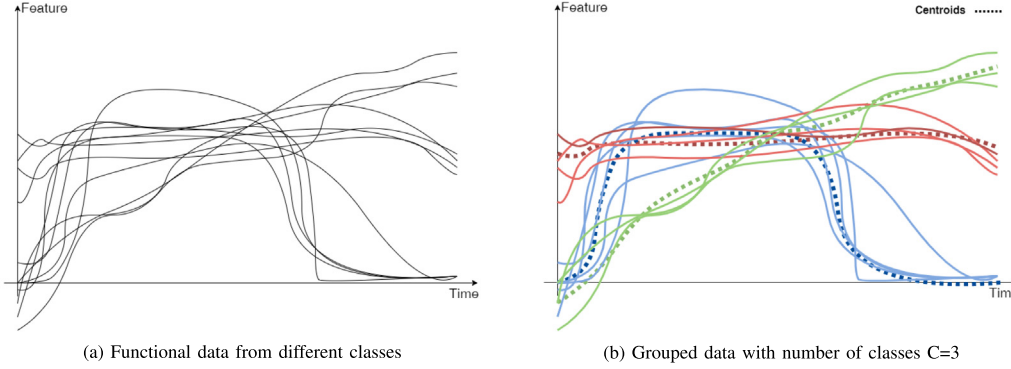 Feature
Time
(a) Functional data from different classes
Feature
Centroids
Tim
(b) Grouped data with number of classes C=3